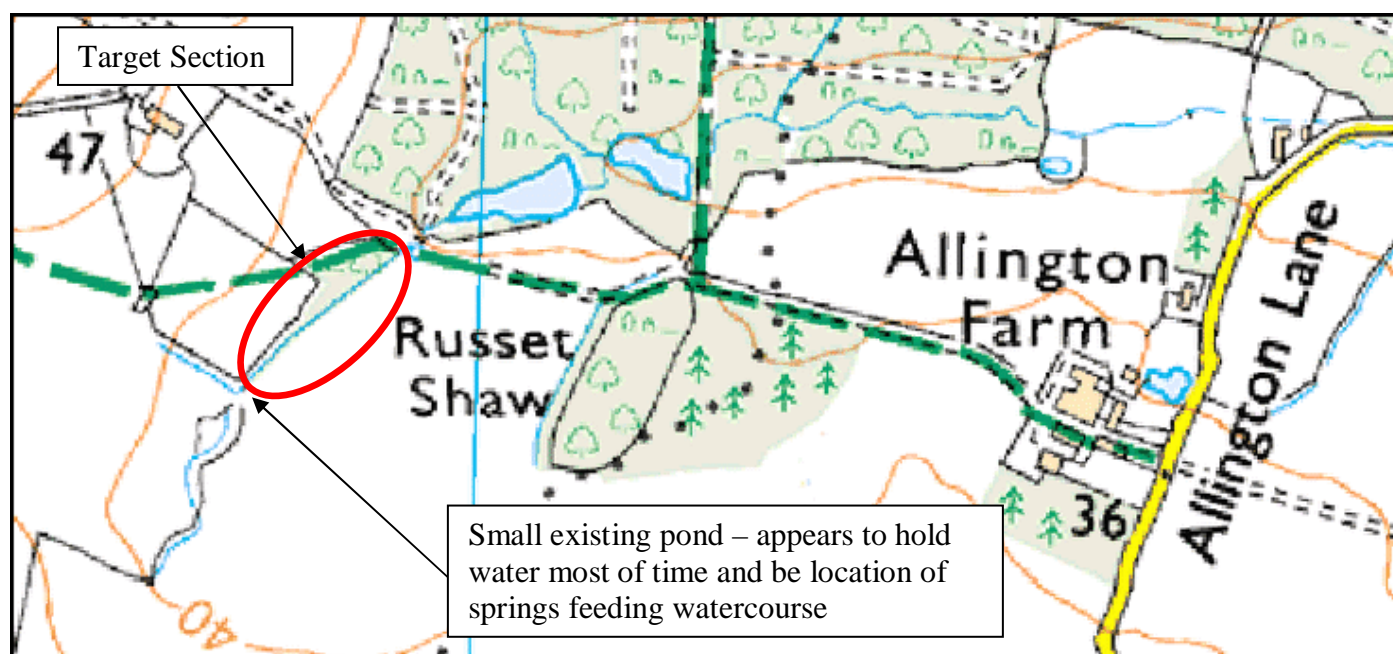 Target Section
47
Allington
Farm
Allington Lane
Russet
Shaw
36
Small existing pond – appears to hold
water most of time and be location of
springs feeding watercourse
40